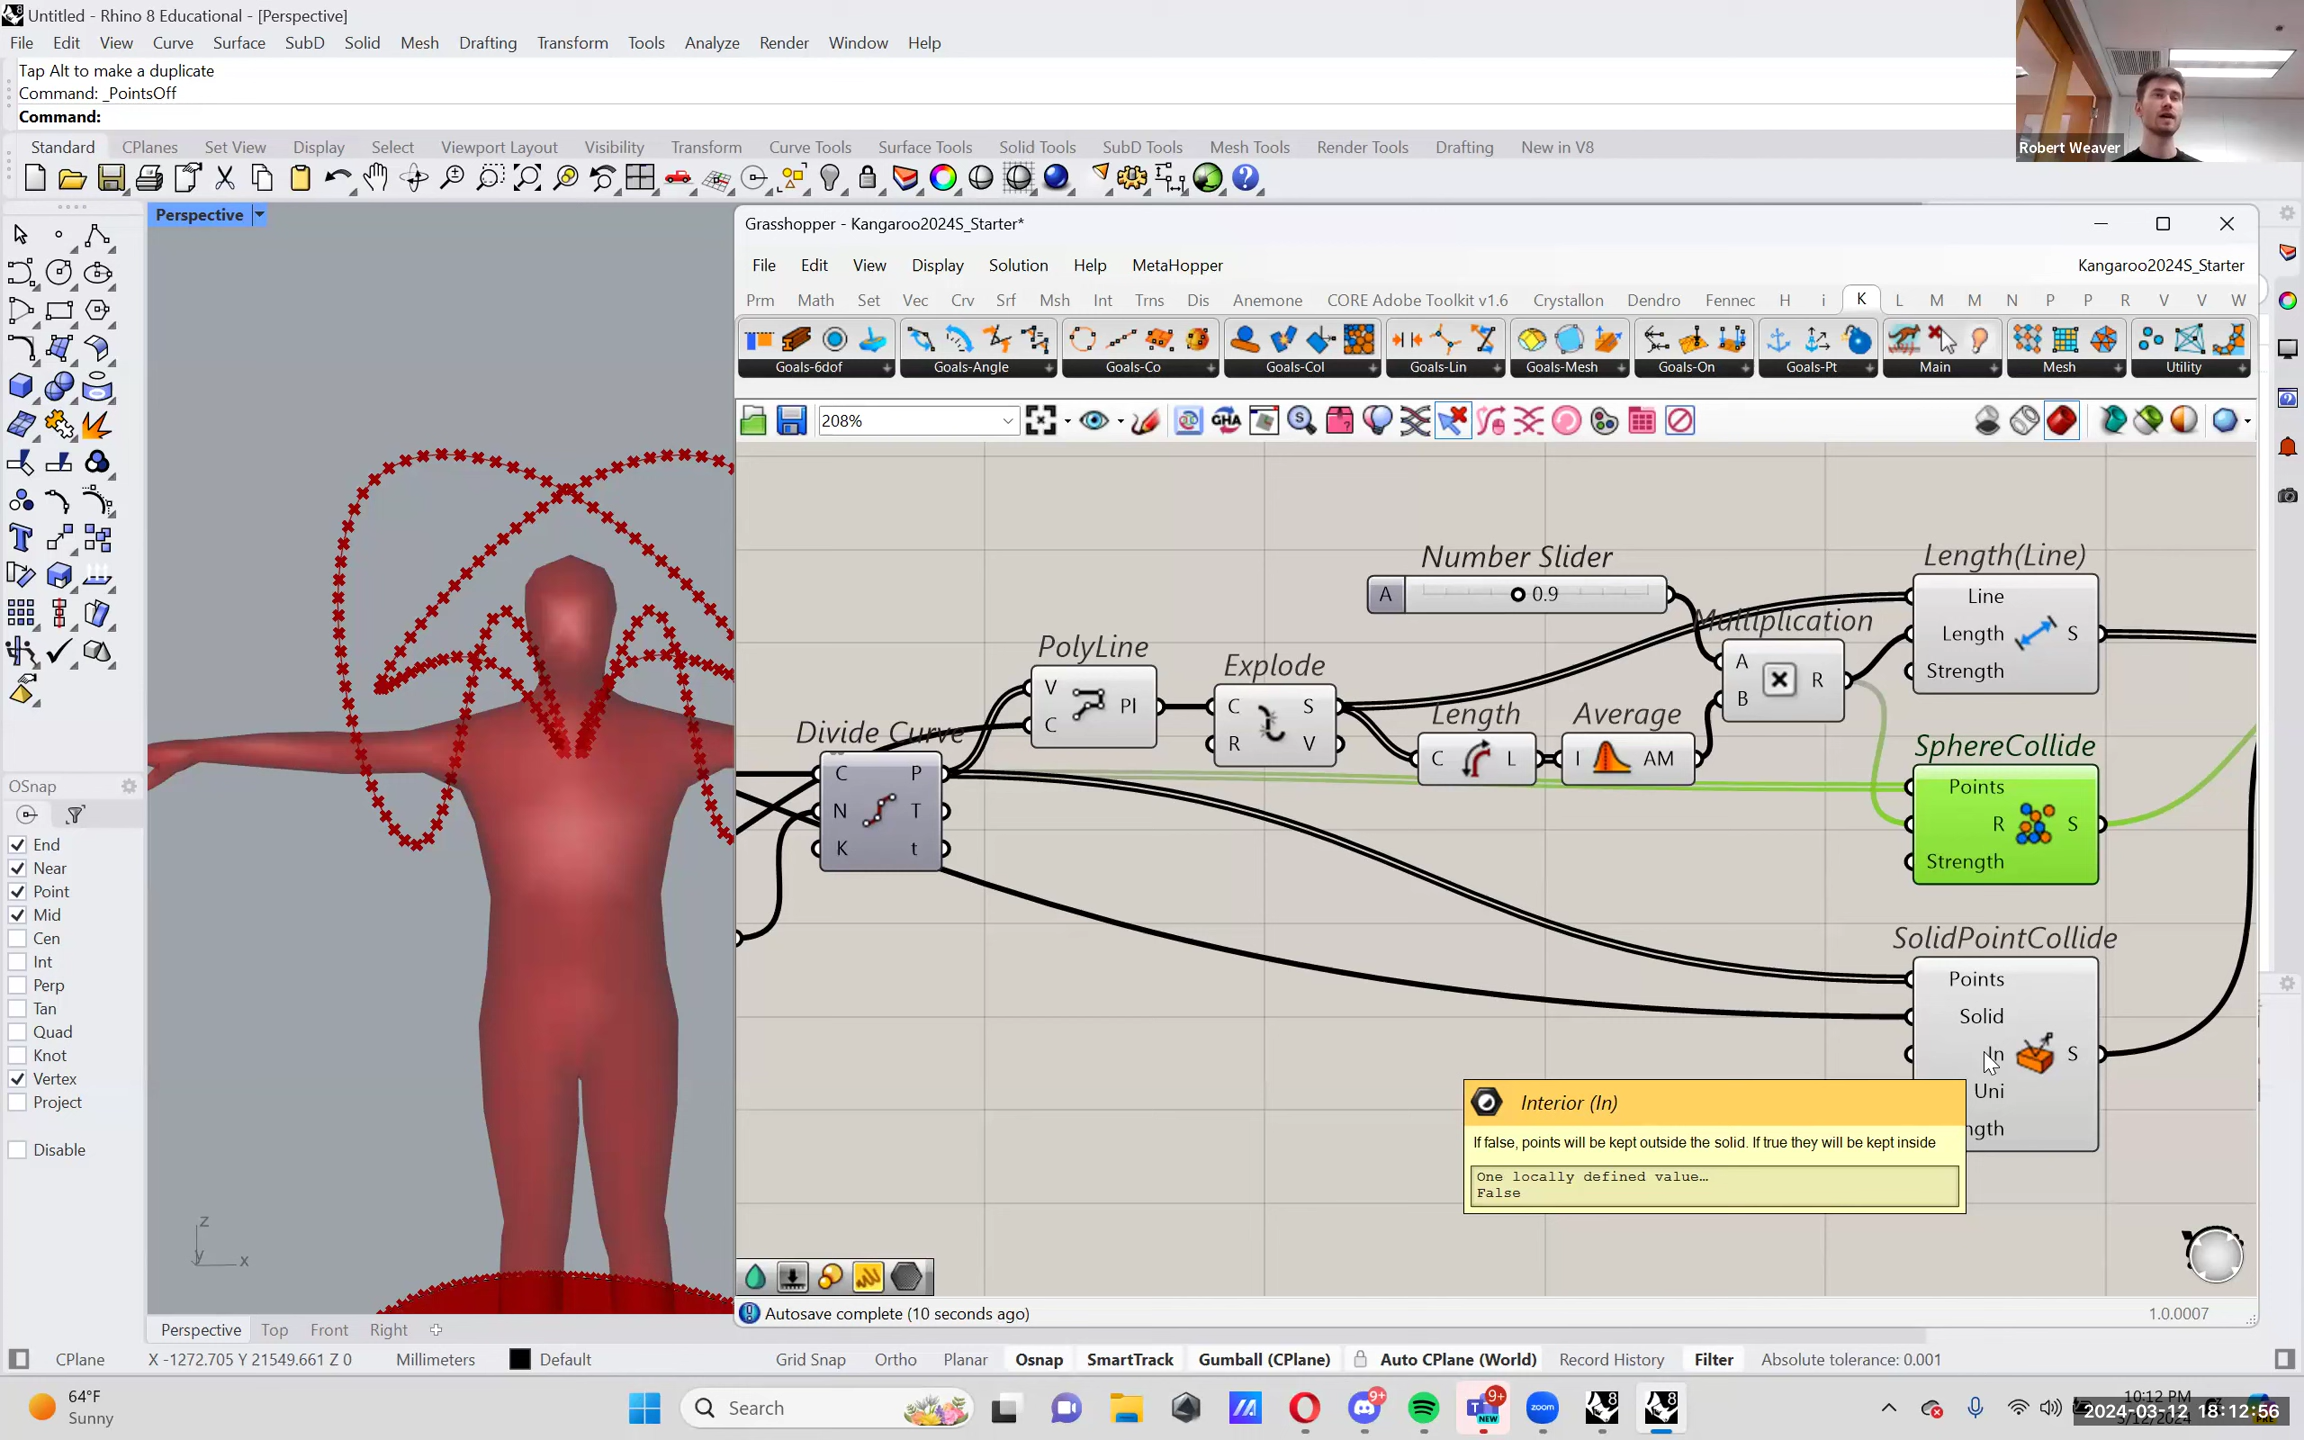 Untitled - Rhino 8 Educational - [Perspective]
File Edit View Curve Surface SubD Solid Mesh Drafting Transform Tools Analyze Render Window Help
Tap Alt to make a duplicate
Command: _PointsOff
Command:
Robert Weaver
Standard CPlanes Set View Display Select Viewport Layout Visibility Transform Curve Tools Surface Tools Solid Tools SubD Tools Mesh Tools Render Tools Drafting New in V8
Perspective
Grasshopper - Kangaroo2024S_Starter*
File Edit View Display Solution Help MetaHopper
Kangaroo2024S_Starter
Prm Math Set Vec Crv Srf Msh Int Trns Dis Anemone CORE Adobe Toolkit v1.6 Crystallon Dendro Fennec H i K L M M N P P R V V W
Goals-6dof Goals-Angle Goals-Co Goals-Col Goals-Lin Goals-Mesh Goals-On Goals-Pt Main Mesh Utility
208%
Number Slider
A 0.9
Length(Line)
Line
Length S
Strength
Multiplication
A
B
R
PolyLine
V
C
Pl
Explode
C S
R V
Length
C L
Average
I AM
Divide Curve
C P
N T
K t
SphereCollide
Points
R S
Strength
SolidPointCollide
Points
Solid
In S
Uni
ngth
Interior (In)
If false, points will be kept outside the solid. If true they will be kept inside
One locally defined value…
False
OSnap
End
Near
Point
Mid
Cen
Int
Perp
Tan
Quad
Knot
Vertex
Project
Disable
z
y
x
Autosave complete (10 seconds ago)
1.0.0007
Perspective Top Front Right
CPlane X -1272.705 Y 21549.661 Z 0 Millimeters Default Grid Snap Ortho Planar Osnap SmartTrack Gumball (CPlane) Auto CPlane (World) Record History Filter Absolute tolerance: 0.001
64°F
Sunny
Search
9+
9+
NEW
zoom
10:12 PM
2024-03-12 18:12:56